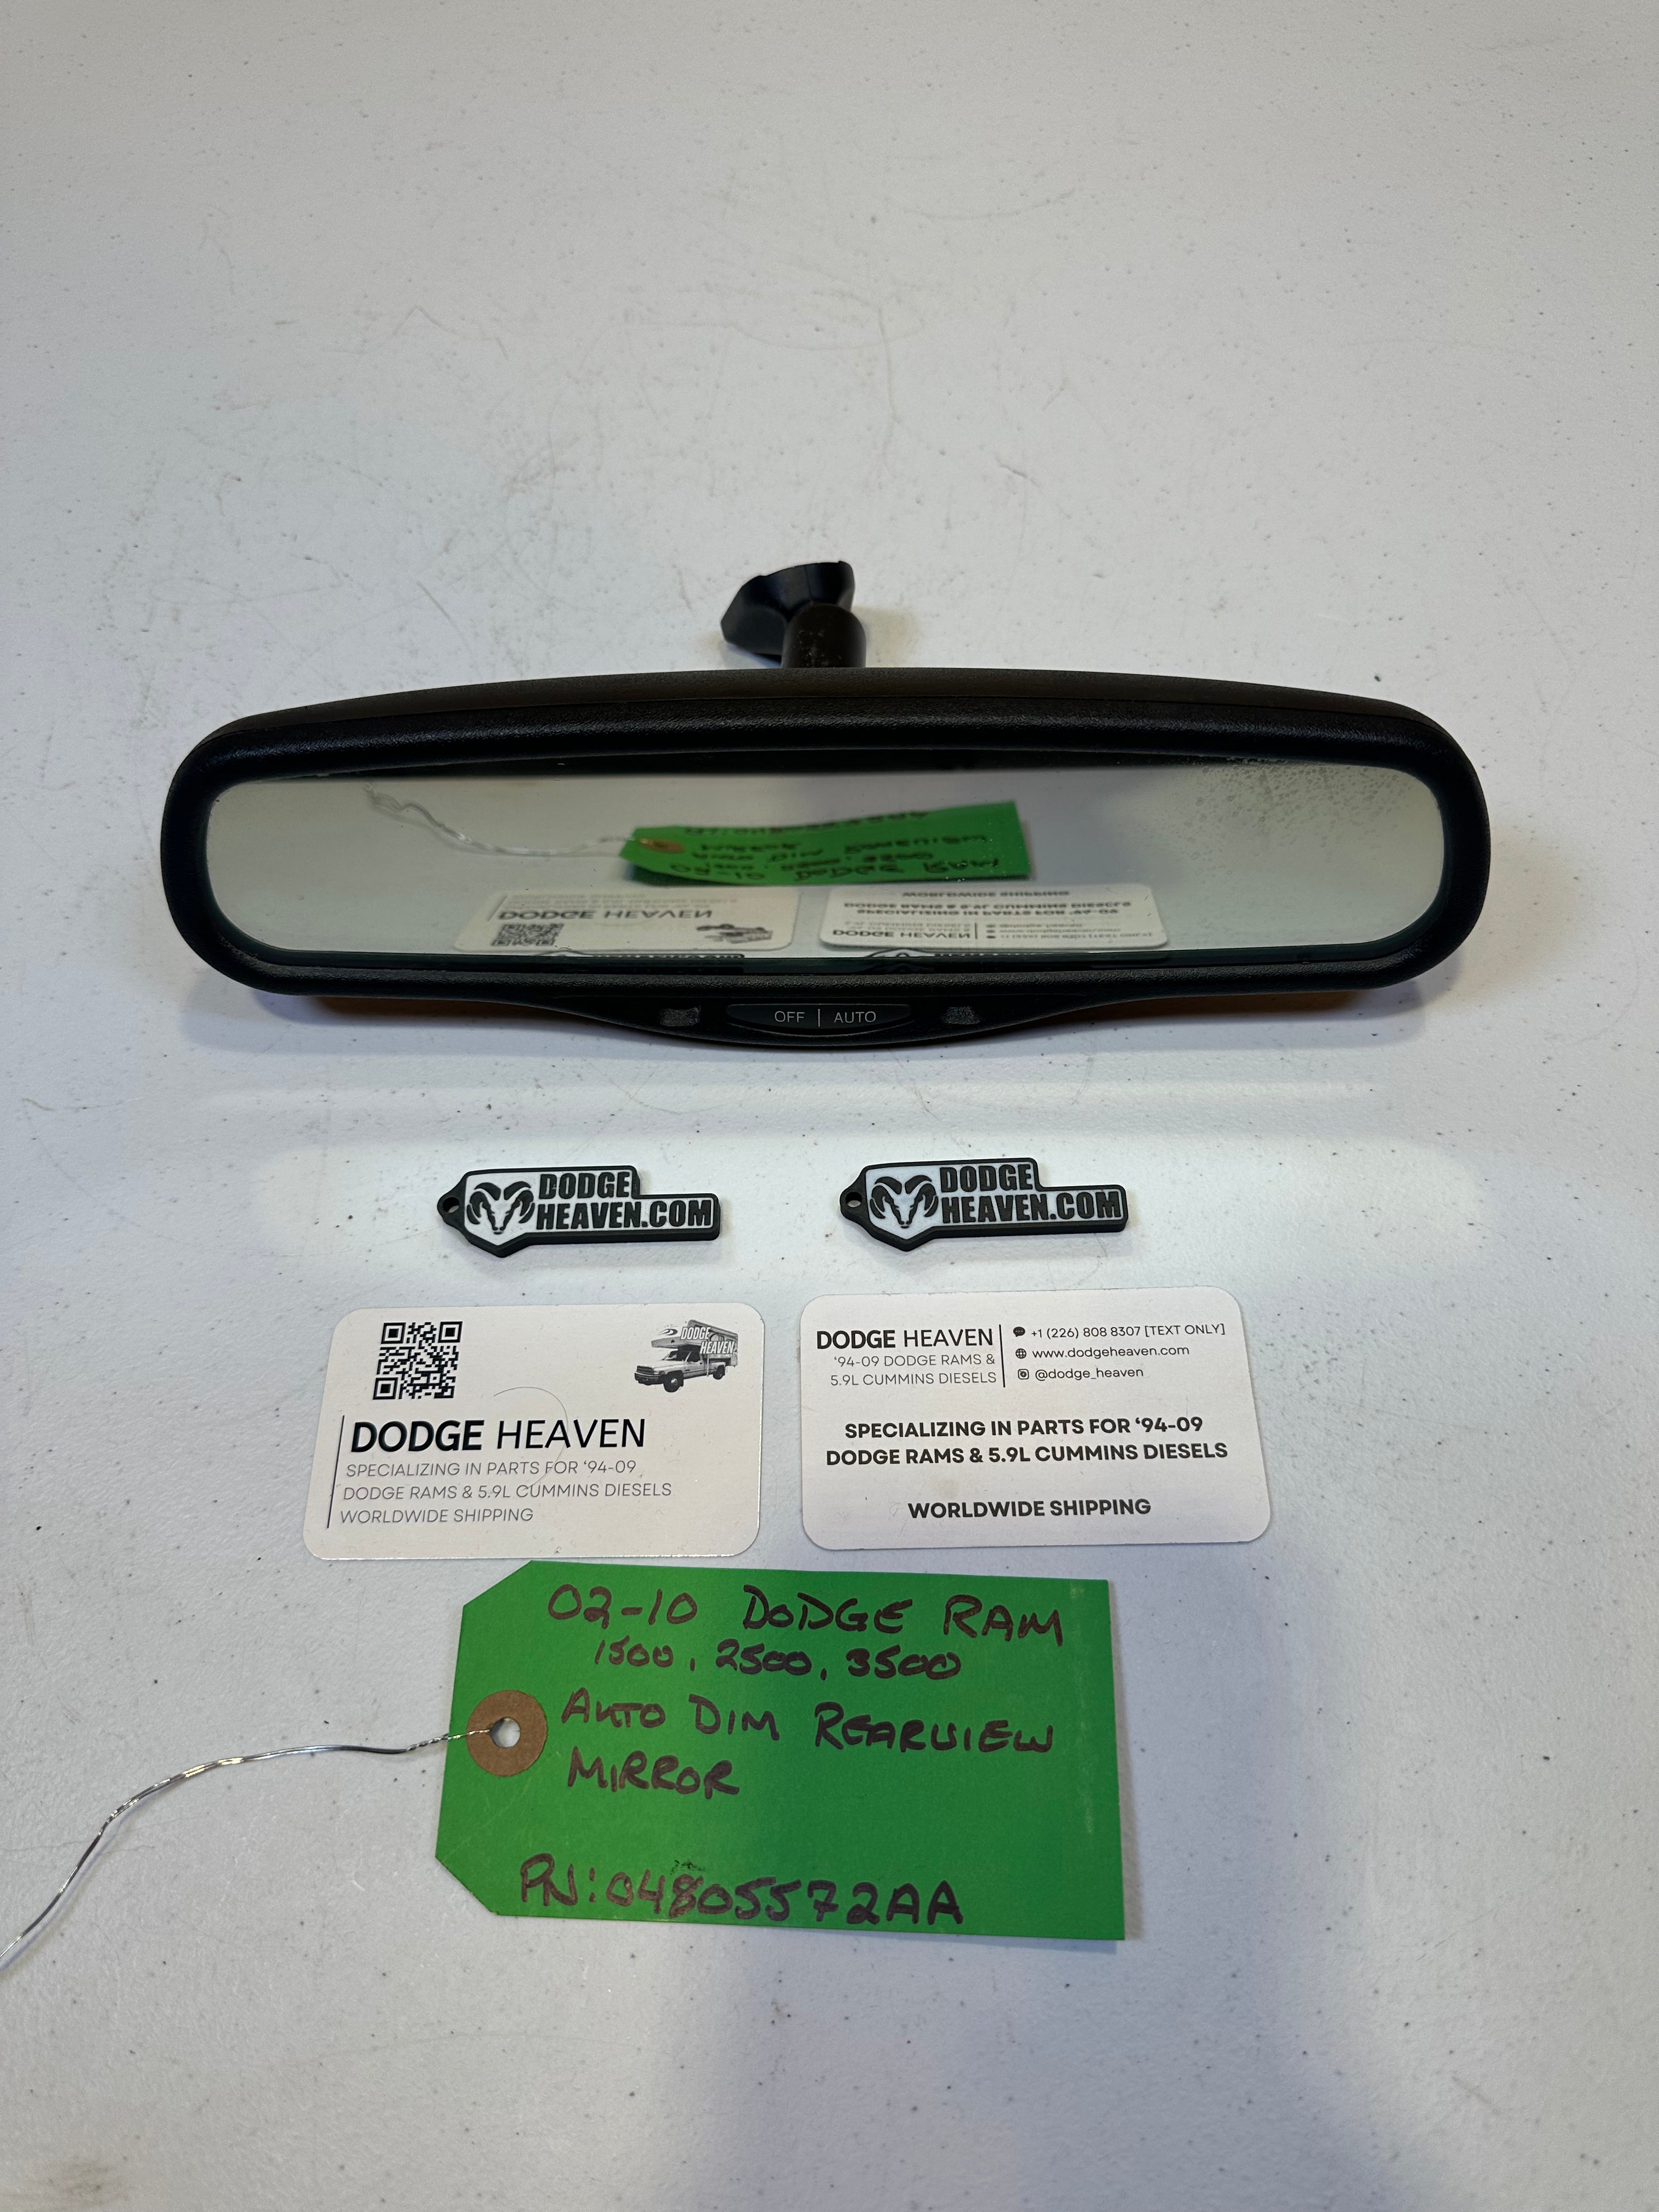 OFF | AUTO
DODGE
HEAVEN.COM
DODGE
HEAVEN.COM
DODGE
HEAVEN
DODGE HEAVEN
SPECIALIZING IN PARTS FOR ‘94-09
DODGE RAMS & 5.9L CUMMINS DIESELS
WORLDWIDE SHIPPING
DODGE HEAVEN
‘94-09 DODGE RAMS &
5.9L CUMMINS DIESELS
+1 (226) 808 8307 [TEXT ONLY]
www.dodgeheaven.com
@dodge_heaven
SPECIALIZING IN PARTS FOR ‘94-09
DODGE RAMS & 5.9L CUMMINS DIESELS
WORLDWIDE SHIPPING
02-10 DODGE RAM
1500, 2500, 3500
AUTO DIM REARVIEW
MIRROR
PN:04805572AA